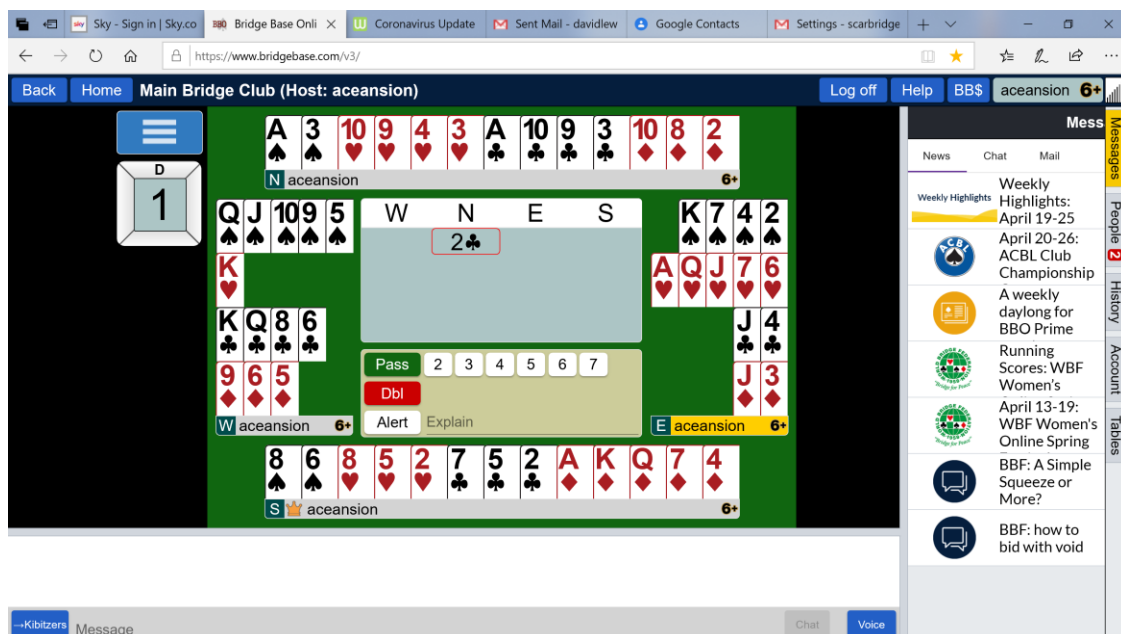 Sky - Sign in | Sky.co
Bridge Base Onli
Coronavirus Update
Sent Mail - davidlew
Google Contacts
Settings - scarbridge
https://www.bridgebase.com/v3/
Back Home Main Bridge Club (Host: aceansion) Log off Help BB$ aceansion 6+
D
1
A 3 10 9 4 3 A 10 9 3 10 8 2
N aceansion 6+
Q J 10 9 5
K
K Q 8 6
9 6 5
W aceansion 6+
W N E S
2♣
Pass 2 3 4 5 6 7
Dbl
Alert Explain
K 7 4 2
A Q J 7 6
J 4
J 3
E aceansion 6+
8 6 8 5 2 7 5 2 A K Q 7 4
S aceansion 6+
Mess
News Chat Mail
Weekly Highlights
Weekly
Highlights:
April 19-25
ACBL
April 20-26:
ACBL Club
Championship
A weekly
daylong for
BBO Prime
Running
Scores: WBF
Women's
April 13-19:
WBF Women's
Online Spring
BBF: A Simple
Squeeze or
More?
BBF: how to
bid with void
Messages
People 2
History
Account
Tables
→Kibitzers Message Chat Voice